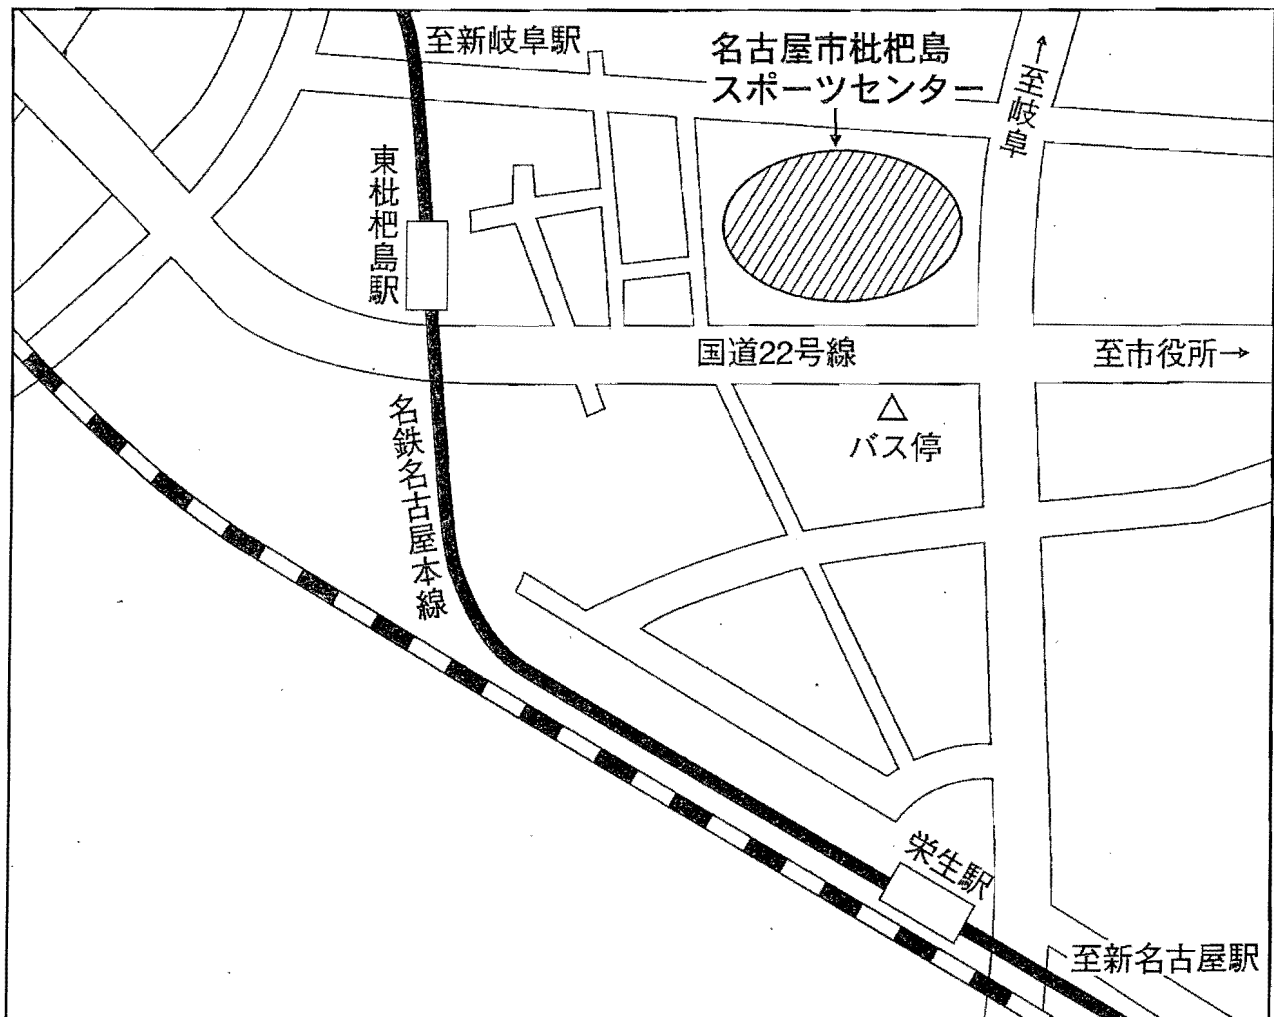 至新岐阜駅
名古屋市枇杷島
スポーツセンター
↑至岐阜
東枇杷島駅
国道22号線
至市役所→
バス停
名鉄名古屋本線
栄生駅
至新名古屋駅